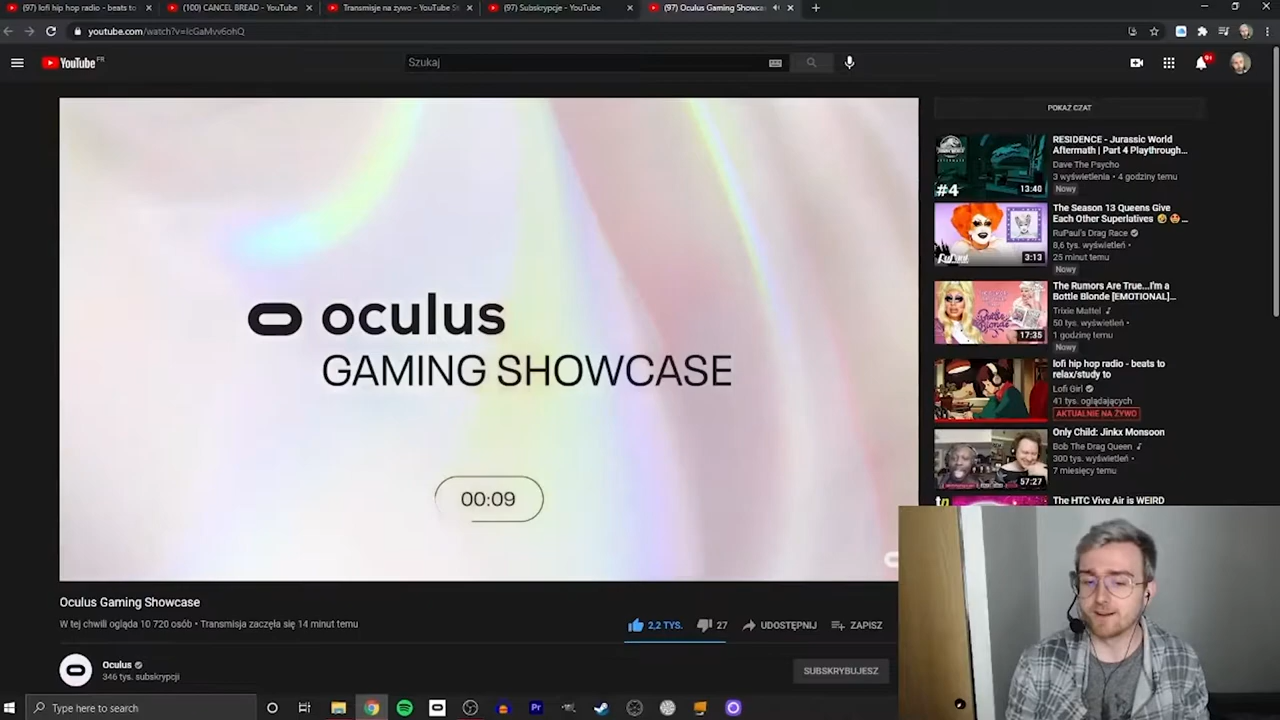 (97) lofi hip hop radio - beats to
(100) CANCEL BREAD - YouTube
Transmisje na żywo - YouTube S
(97) Subskrypcje - YouTube
(97) Oculus Gaming Showca
youtube.com/watch?v=IcGaMvv6ohQ
YouTube FR
Szukaj
9+
oculus
GAMING SHOWCASE
00:09
Oculus Gaming Showcase
W tej chwili ogląda 10 720 osób • Transmisja zaczęła się 14 minut temu
2,2 TYS.
27
UDOSTĘPNIJ
ZAPISZ
Oculus
346 tys. subskrypcji
SUBSKRYBUJESZ
POKAŻ CZAT
#4
13:40
RESIDENCE - Jurassic World
Aftermath | Part 4 Playthrough...
Dave The Psycho
3 wyświetlenia • 4 godziny temu
Nowy
3:13
The Season 13 Queens Give
Each Other Superlatives 🤣 🥰 ...
RuPaul's Drag Race
8,6 tys. wyświetleń •
25 minut temu
Nowy
17:35
The Rumors Are True...I'm a
Bottle Blonde [EMOTIONAL]...
Trixie Mattel
50 tys. wyświetleń •
1 godzinę temu
Nowy
lofi hip hop radio - beats to
relax/study to
Lofi Girl
41 tys. oglądających
AKTUALNIE NA ŻYWO
57:27
Only Child: Jinkx Monsoon
Bob The Drag Queen
300 tys. wyświetleń •
7 miesięcy temu
The HTC Vive Air is WEIRD
Type here to search
Pr